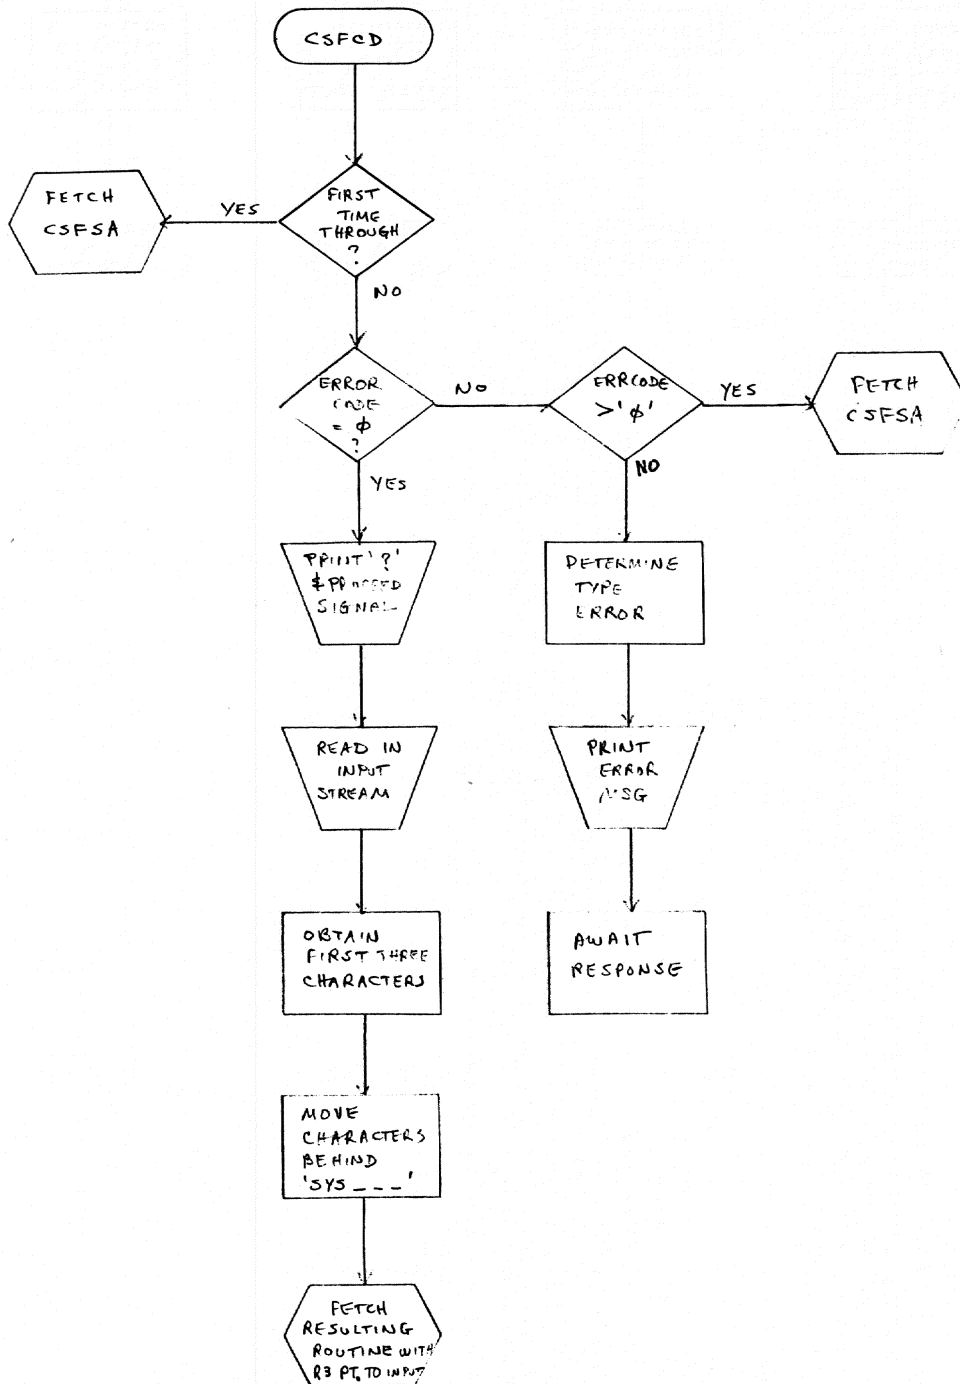 CSFCD
FIRST
TIME
THROUGH
?
YES
FETCH
CSFSA
NO
ERROR
CODE
= φ
?
NO
ERRCODE
>'φ'
YES
FETCH
CSFSA
YES
NO
PRINT '?'
& PROCEED
SIGNAL
DETERMINE
TYPE
ERROR
READ IN
INPUT
STREAM
PRINT
ERROR
MSG
OBTAIN
FIRST THREE
CHARACTERS
AWAIT
RESPONSE
MOVE
CHARACTERS
BEHIND
'SYS _ _ _'
FETCH
RESULTING
ROUTINE WITH
R3 PT. TO INPUT